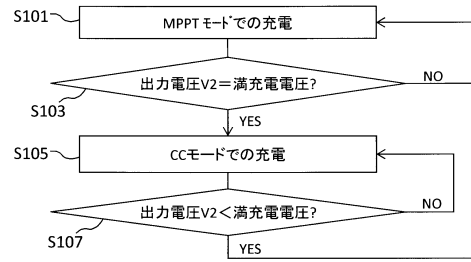 S101
MPPTモードでの充電
出力電圧V2=満充電電圧?
NO
S103
YES
S105
CCモードでの充電
出力電圧V2<満充電電圧?
NO
S107
YES